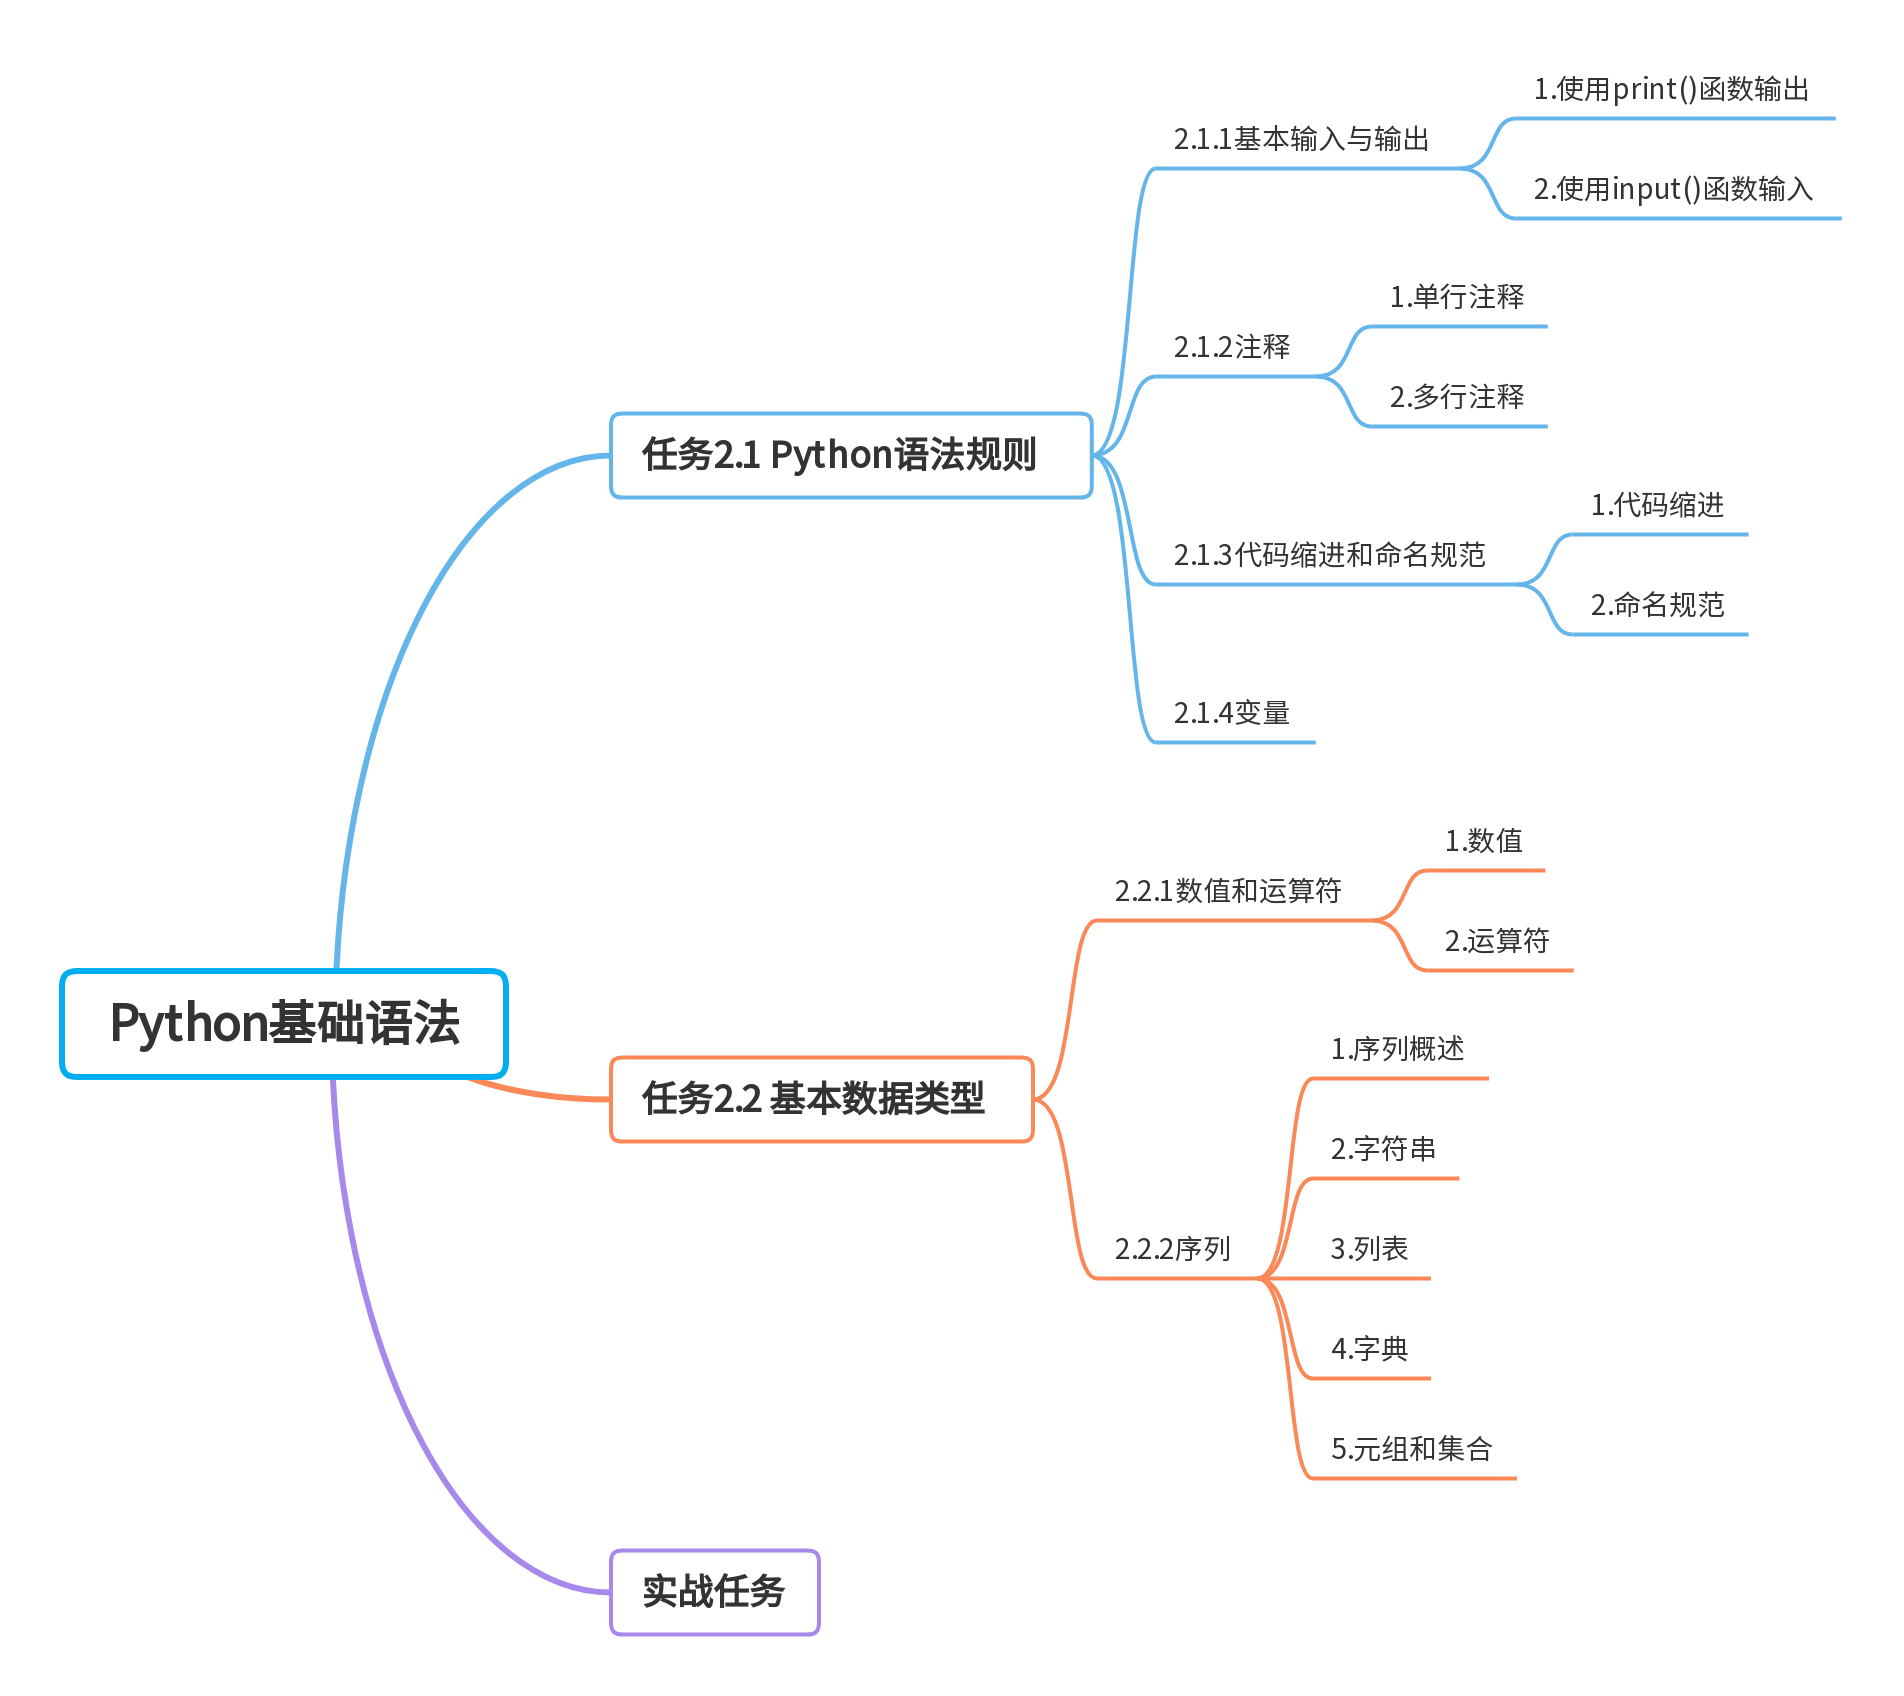 Python基础语法
任务2.1 Python语法规则
2.1.1基本输入与输出
1.使用print()函数输出
2.使用input()函数输入
2.1.2注释
1.单行注释
2.多行注释
2.1.3代码缩进和命名规范
1.代码缩进
2.命名规范
2.1.4变量
任务2.2 基本数据类型
2.2.1数值和运算符
1.数值
2.运算符
2.2.2序列
1.序列概述
2.字符串
3.列表
4.字典
5.元组和集合
实战任务